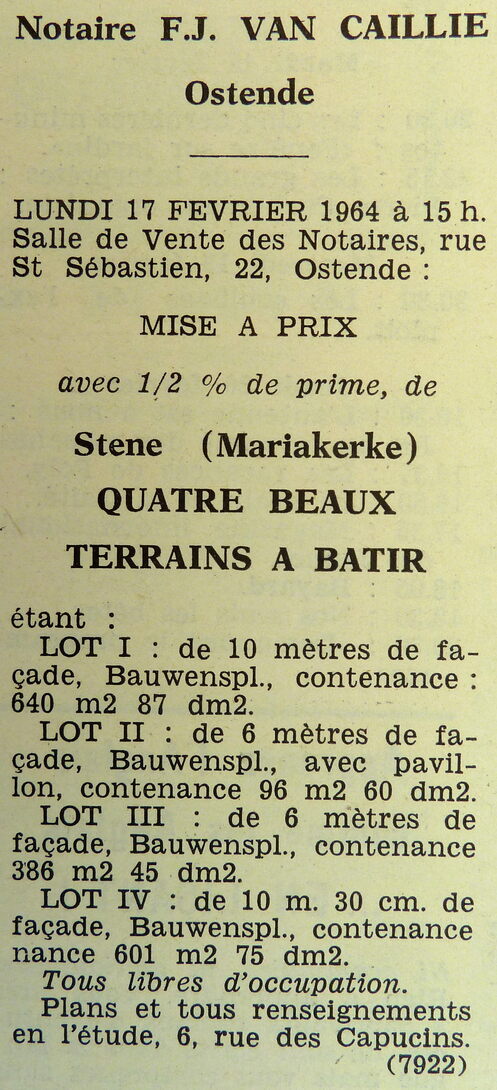 Notaire F.J. VAN CAILLIE
Ostende
LUNDI 17 FEVRIER 1964 à 15 h.
Salle de Vente des Notaires, rue
St Sébastien, 22, Ostende :
MISE A PRIX
avec 1/2 % de prime, de
Stene (Mariakerke)
QUATRE BEAUX
TERRAINS A BATIR
étant :
LOT I : de 10 mètres de fa-
çade, Bauwenspl., contenance :
640 m2 87 dm2.
LOT II : de 6 mètres de fa-
çade, Bauwenspl., avec pavil-
lon, contenance 96 m2 60 dm2.
LOT III : de 6 mètres de
façade, Bauwenspl., contenance
386 m2 45 dm2.
LOT IV : de 10 m. 30 cm. de
façade, Bauwenspl., contenance
nance 601 m2 75 dm2.
Tous libres d'occupation.
Plans et tous renseignements
en l'étude, 6, rue des Capucins.
(7922)